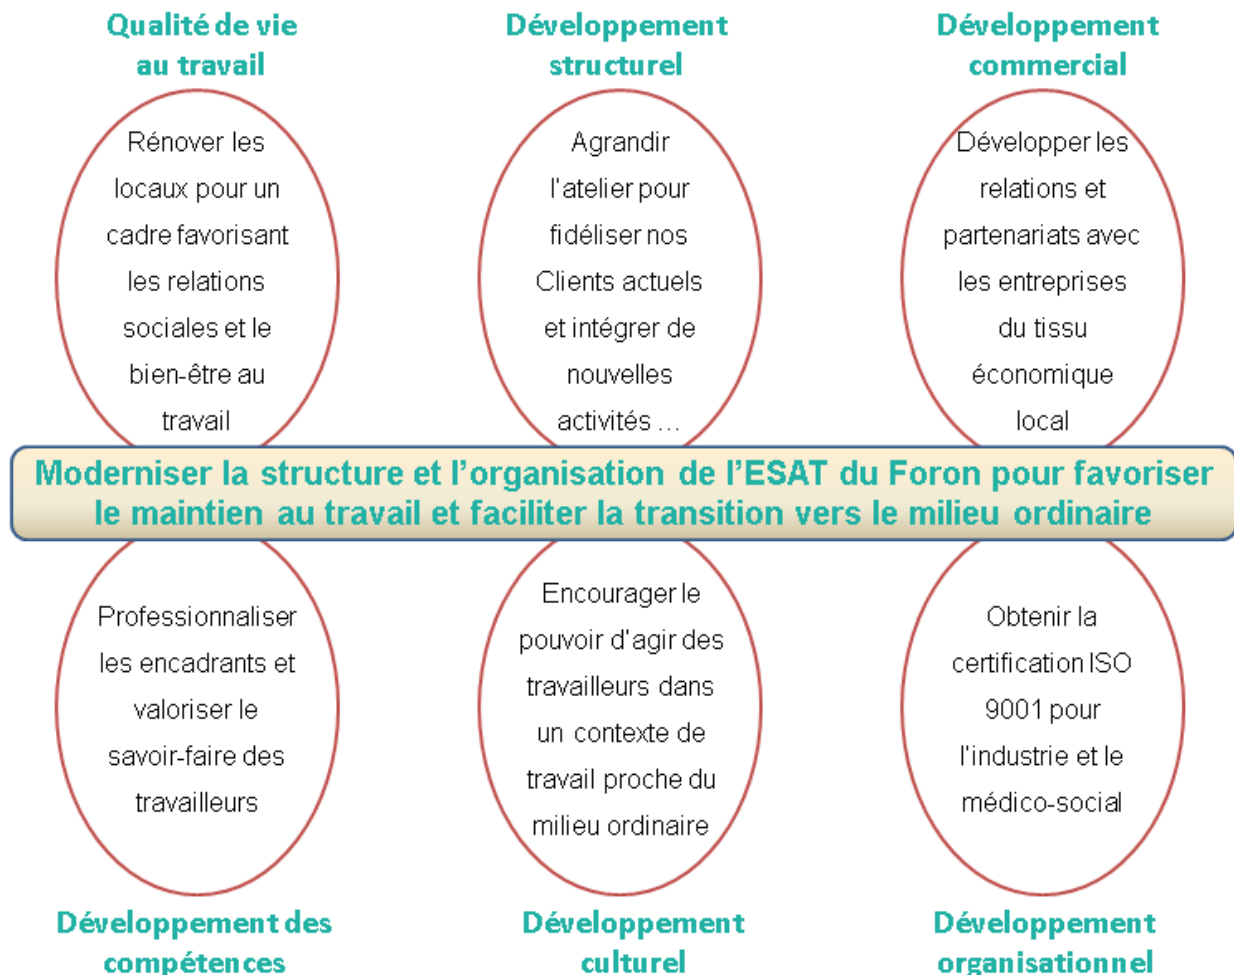 Qualité de vie
au travail
Développement
structurel
Développement
commercial
Rénover les
locaux pour un
cadre favorisant
les relations
sociales et le
bien-être au
travail
Agrandir
l'atelier pour
fidéliser nos
Clients actuels
et intégrer de
nouvelles
activités ...
Développer les
relations et
partenariats avec
les entreprises
du tissu
économique
local
Moderniser la structure et l'organisation de l'ESAT du Foron pour favoriser
le maintien au travail et faciliter la transition vers le milieu ordinaire
Professionnaliser
les encadrants et
valoriser le
savoir-faire des
travailleurs
Encourager le
pouvoir d'agir des
travailleurs dans
un contexte de
travail proche du
milieu ordinaire
Obtenir la
certification ISO
9001 pour
l'industrie et le
médico-social
Développement des
compétences
Développement
culturel
Développement
organisationnel